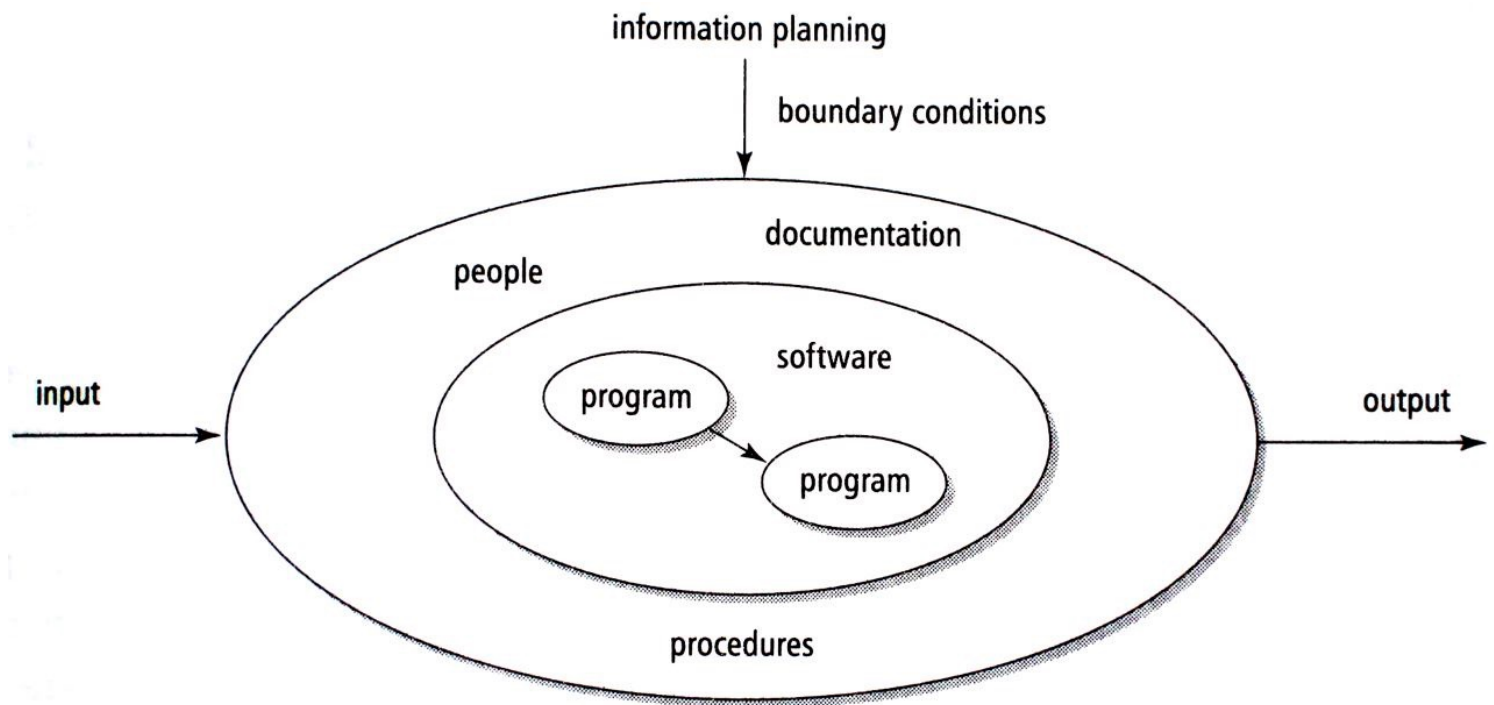 information planning
boundary conditions
documentation
people
software
program
input
output
program
procedures